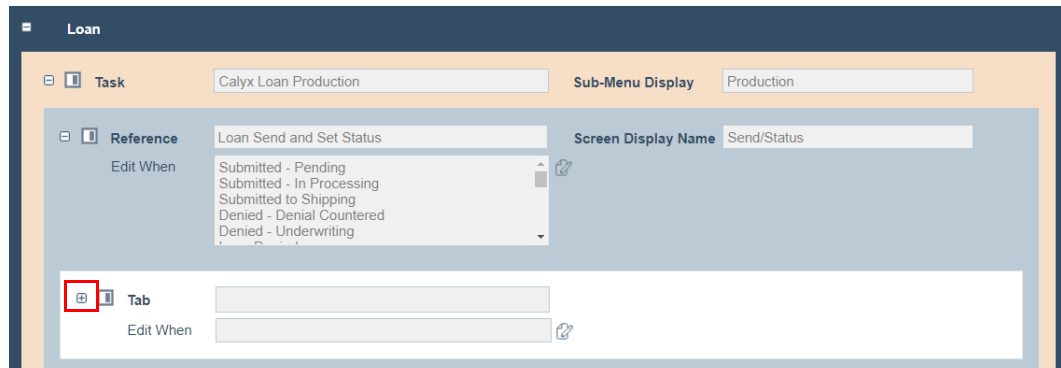 Loan
Task Calyx Loan Production Sub-Menu Display Production
Reference Loan Send and Set Status Screen Display Name Send/Status
Edit When Submitted - Pending
Submitted - In Processing
Submitted to Shipping
Denied - Denial Countered
Denied - Underwriting
Tab
Edit When